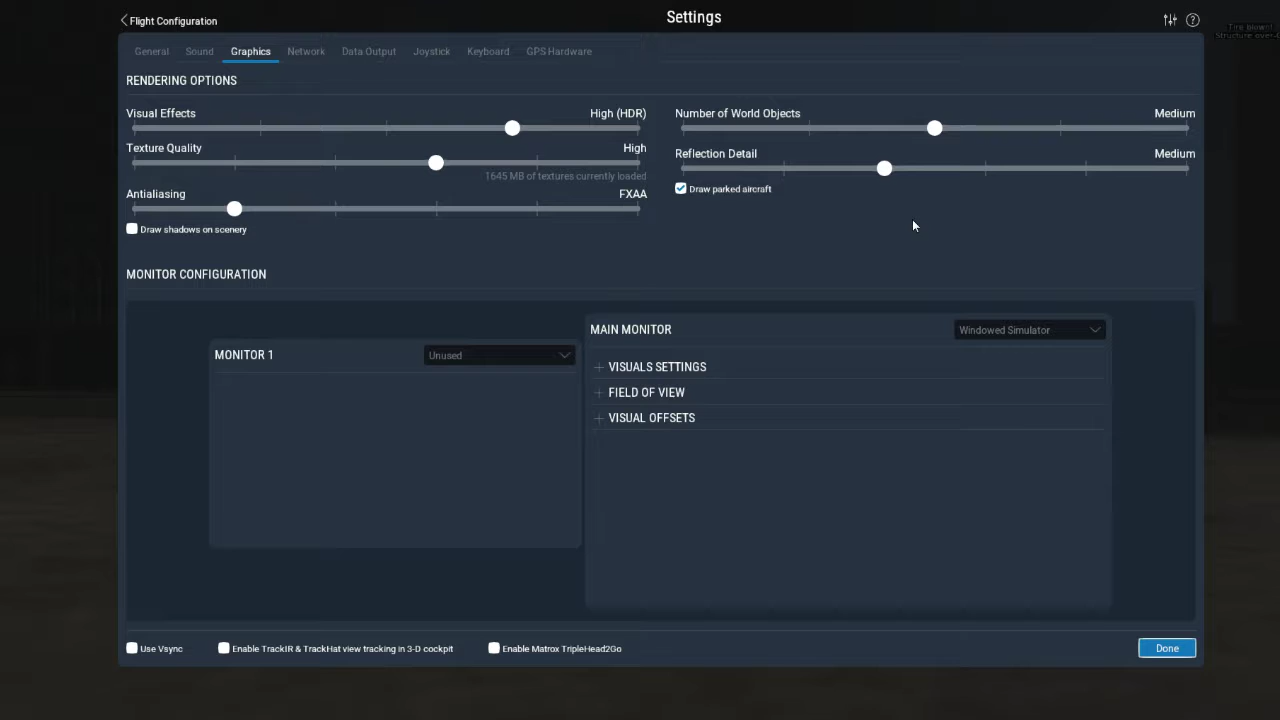 Flight Configuration
Settings
Tire blown!
General Sound Graphics Network Data Output Joystick Keyboard GPS Hardware
RENDERING OPTIONS
Visual Effects High (HDR)
Texture Quality High
1645 MB of textures currently loaded
Antialiasing FXAA
Draw shadows on scenery
Number of World Objects Medium
Reflection Detail Medium
Draw parked aircraft
MONITOR CONFIGURATION
MONITOR 1 Unused
MAIN MONITOR Windowed Simulator
VISUALS SETTINGS
FIELD OF VIEW
VISUAL OFFSETS
Use Vsync Enable TrackIR & TrackHat view tracking in 3-D cockpit Enable Matrox TripleHead2Go Done